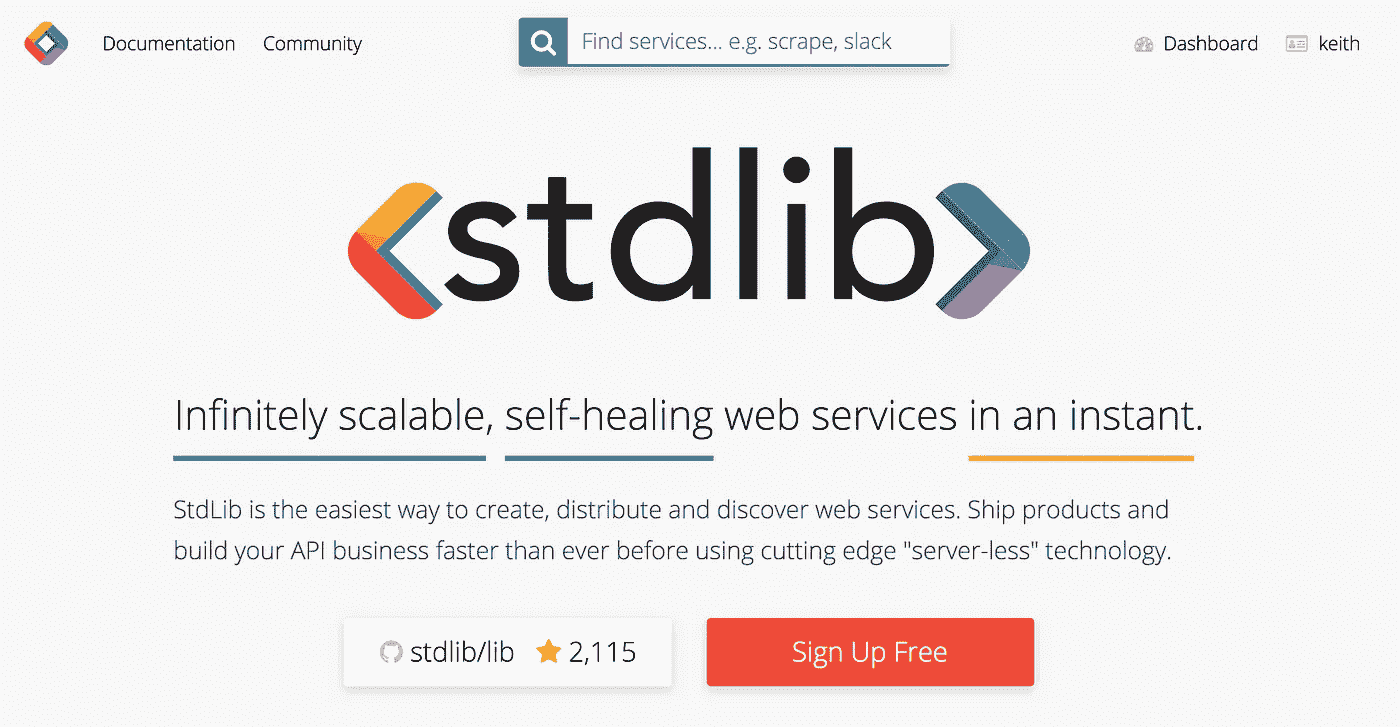 Documentation Community Find services... e.g. scrape, slack Dashboard keith
<stdlib>
Infinitely scalable, self-healing web services in an instant.
StdLib is the easiest way to create, distribute and discover web services. Ship products and
build your API business faster than ever before using cutting edge "server-less" technology.
stdlib/lib 2,115 Sign Up Free